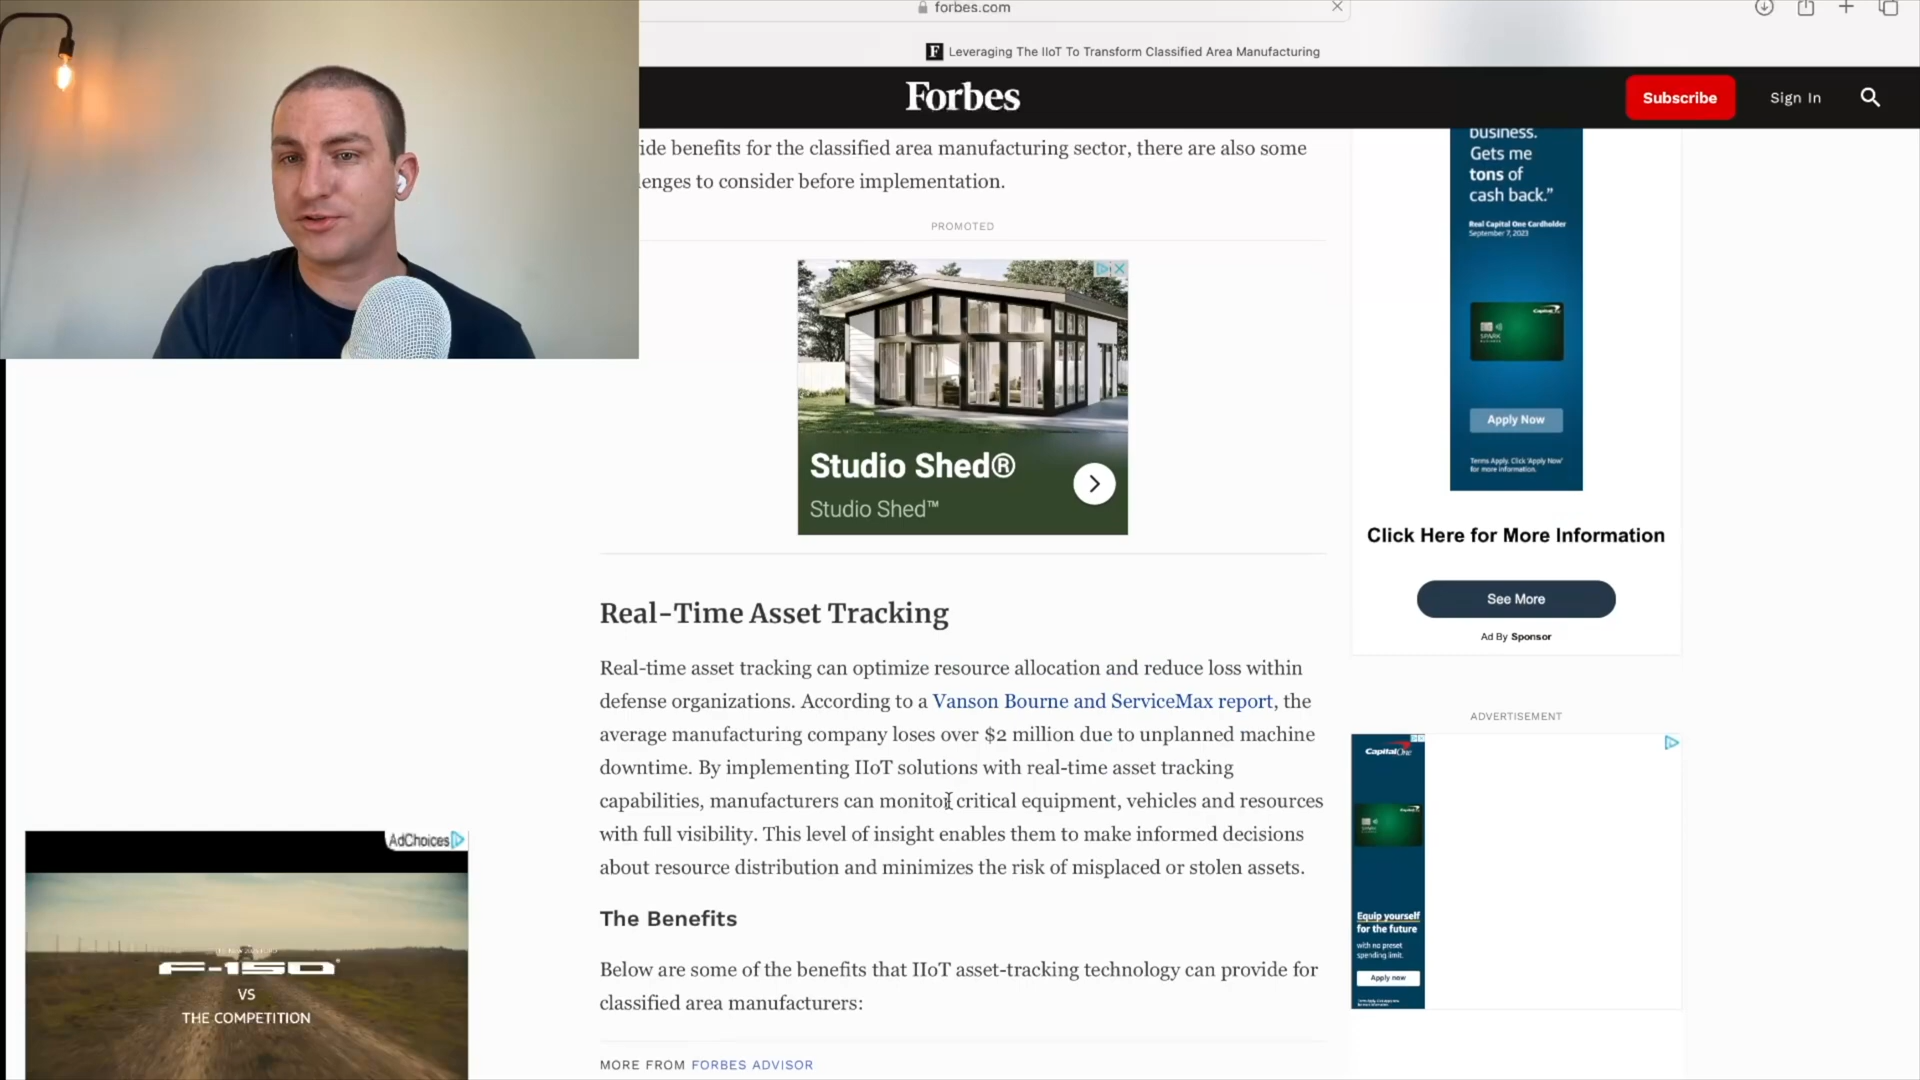 forbes.com
Leveraging The IIoT To Transform Classified Area Manufacturing
Forbes
Subscribe
Sign In
ide benefits for the classified area manufacturing sector, there are also some
lenges to consider before implementation.
PROMOTED
Studio Shed®
Studio Shed™
Real-Time Asset Tracking
Real-time asset tracking can optimize resource allocation and reduce loss within
defense organizations. According to a Vanson Bourne and ServiceMax report, the
average manufacturing company loses over $2 million due to unplanned machine
downtime. By implementing IIoT solutions with real-time asset tracking
capabilities, manufacturers can monitor critical equipment, vehicles and resources
with full visibility. This level of insight enables them to make informed decisions
about resource distribution and minimizes the risk of misplaced or stolen assets.
The Benefits
Below are some of the benefits that IIoT asset-tracking technology can provide for
classified area manufacturers:
MORE FROM FORBES ADVISOR
business.
Gets me
tons of
cash back.”
Real Capital One Cardholder
September 7, 2023
Capital One
SPARK
Apply Now
Terms Apply. Click 'Apply Now'
for more information.
Click Here for More Information
See More
Ad By Sponsor
ADVERTISEMENT
Capital One
Equip yourself
for the future
with no preset
spending limit.
Apply now
AdChoices
F-150
VS
THE COMPETITION